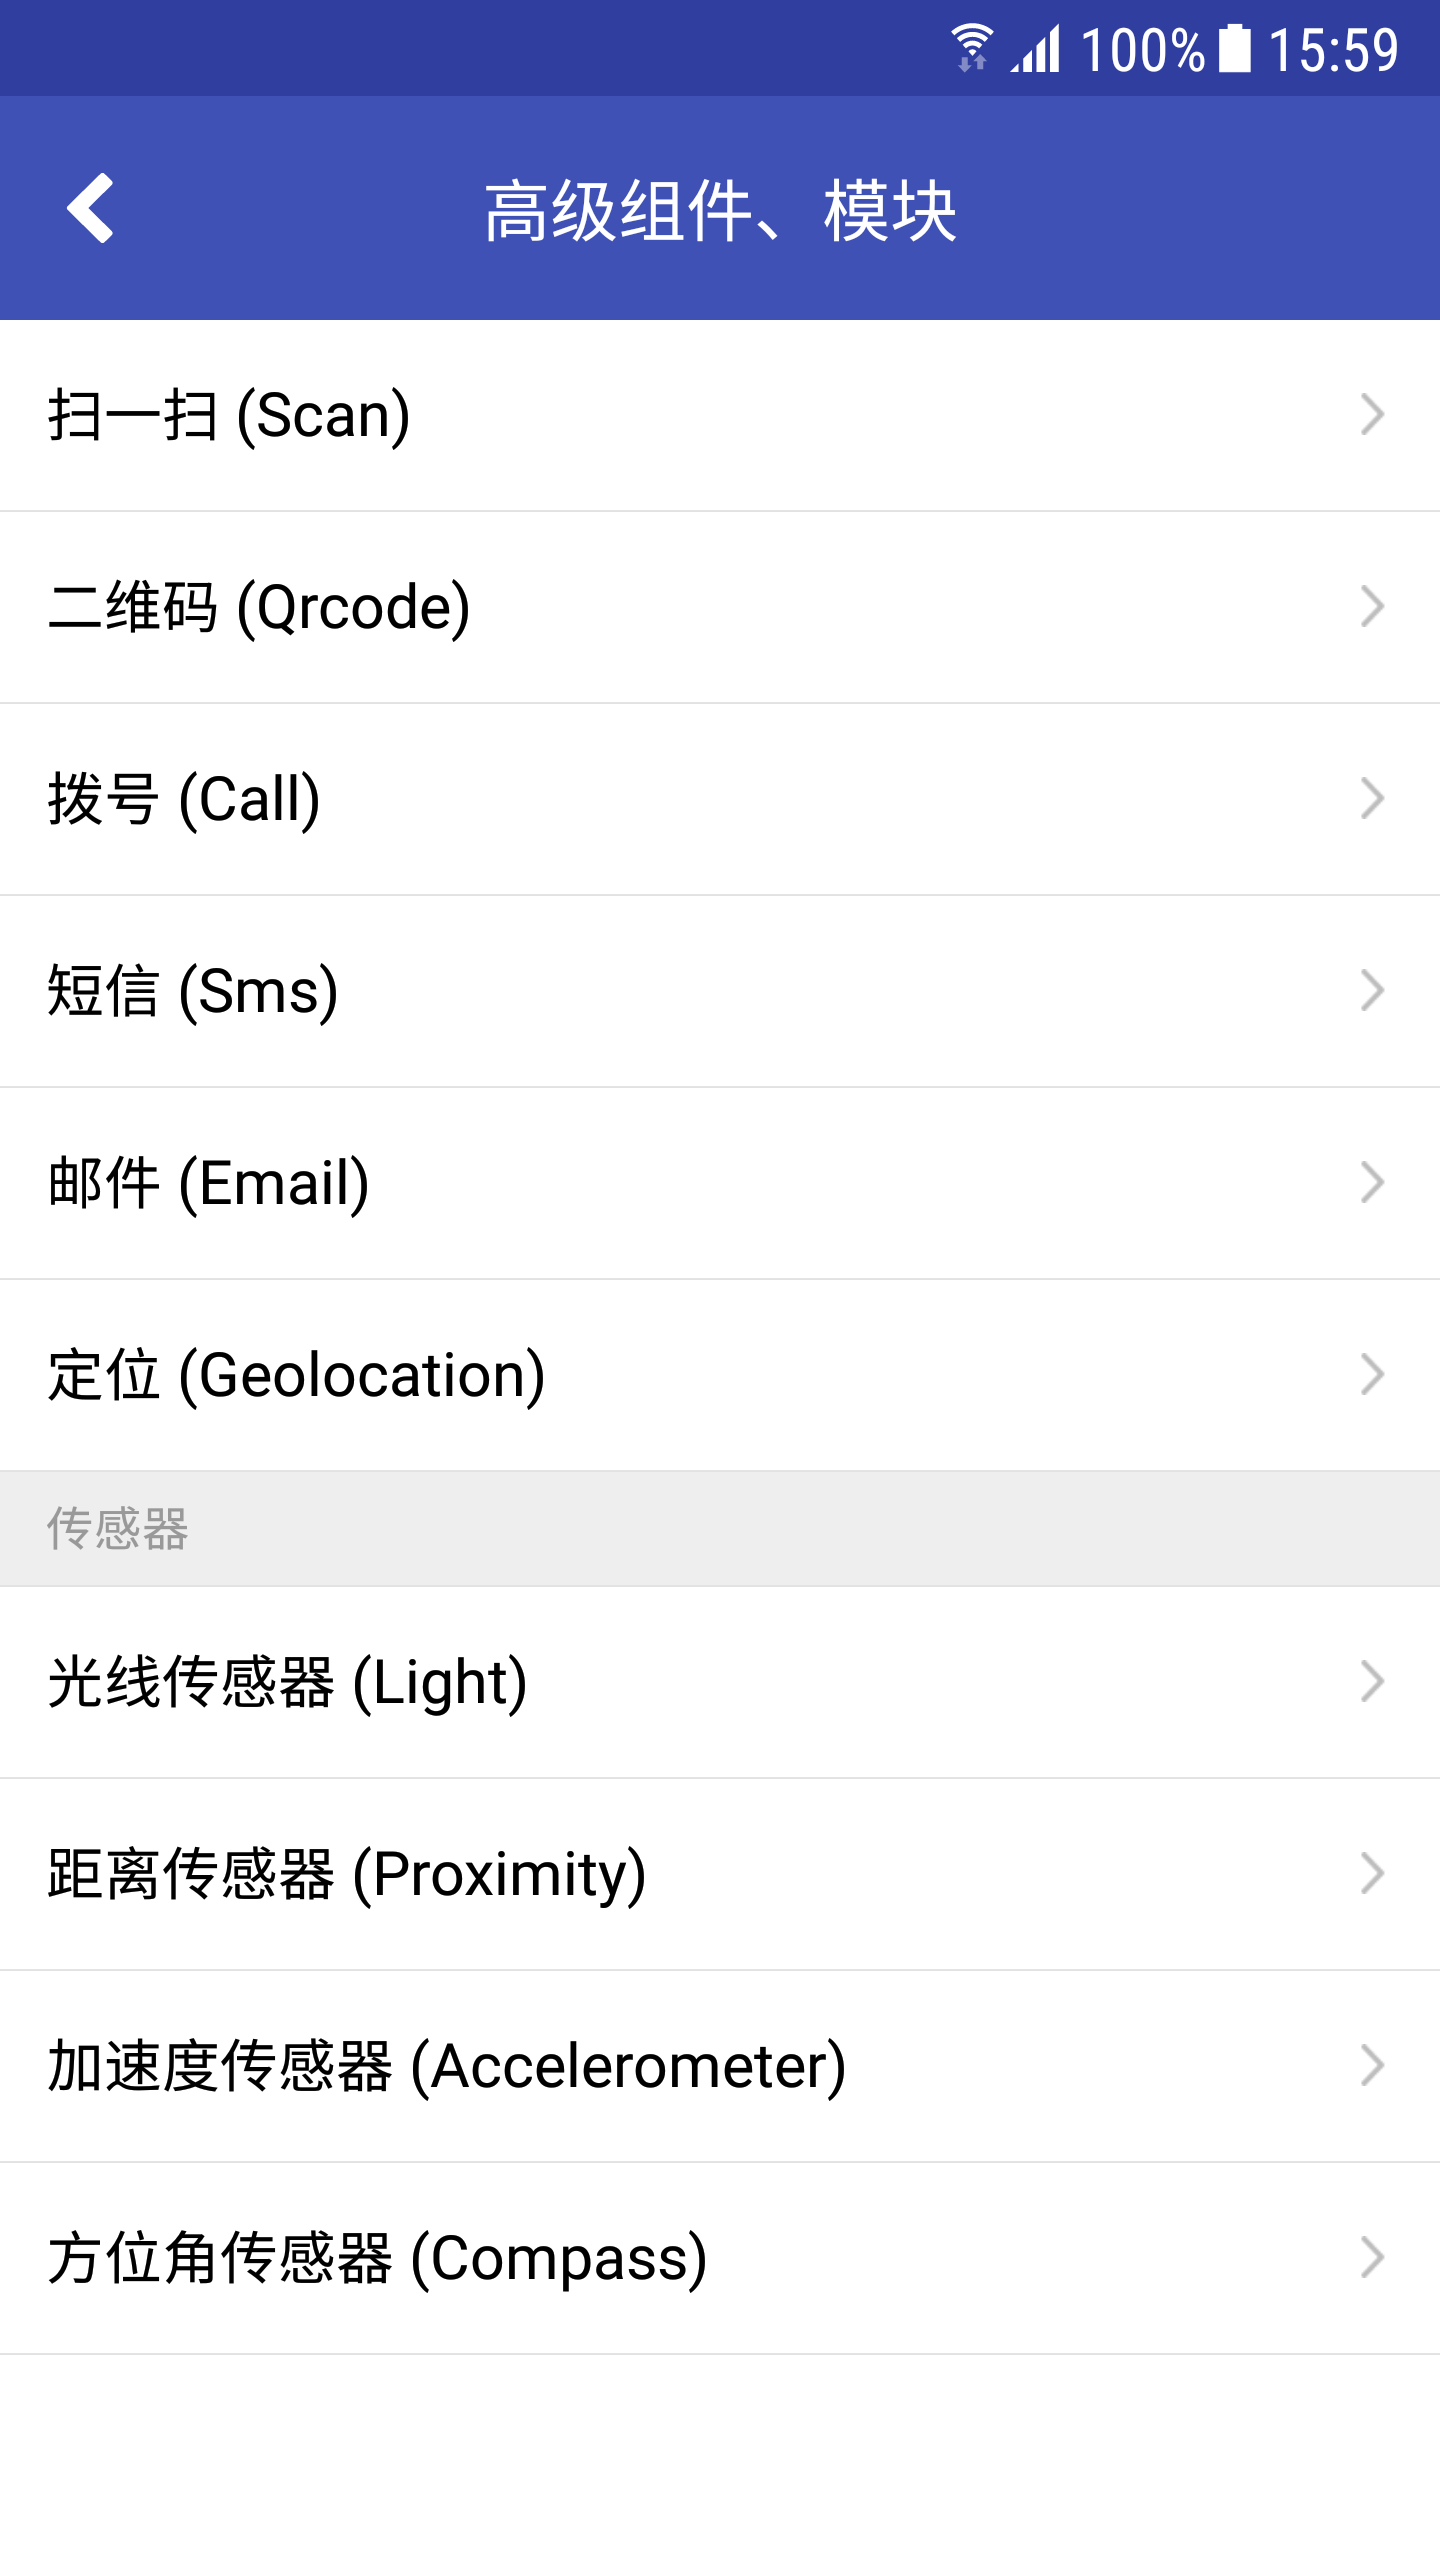 100% 15:59
高级组件、模块
扫一扫 (Scan)
二维码 (Qrcode)
拨号 (Call)
短信 (Sms)
邮件 (Email)
定位 (Geolocation)
传感器
光线传感器 (Light)
距离传感器 (Proximity)
加速度传感器 (Accelerometer)
方位角传感器 (Compass)